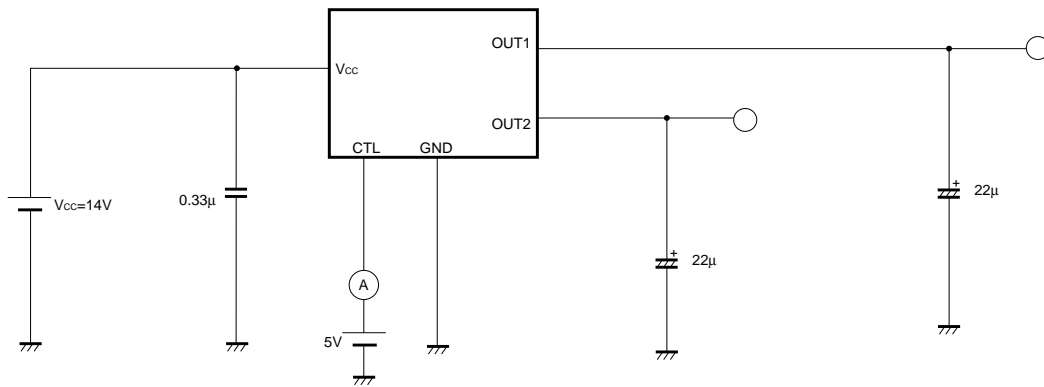 OUT1
Vcc
OUT2
CTL GND
+
22μ
0.33μ
Vcc=14V
+
22μ
A
5V